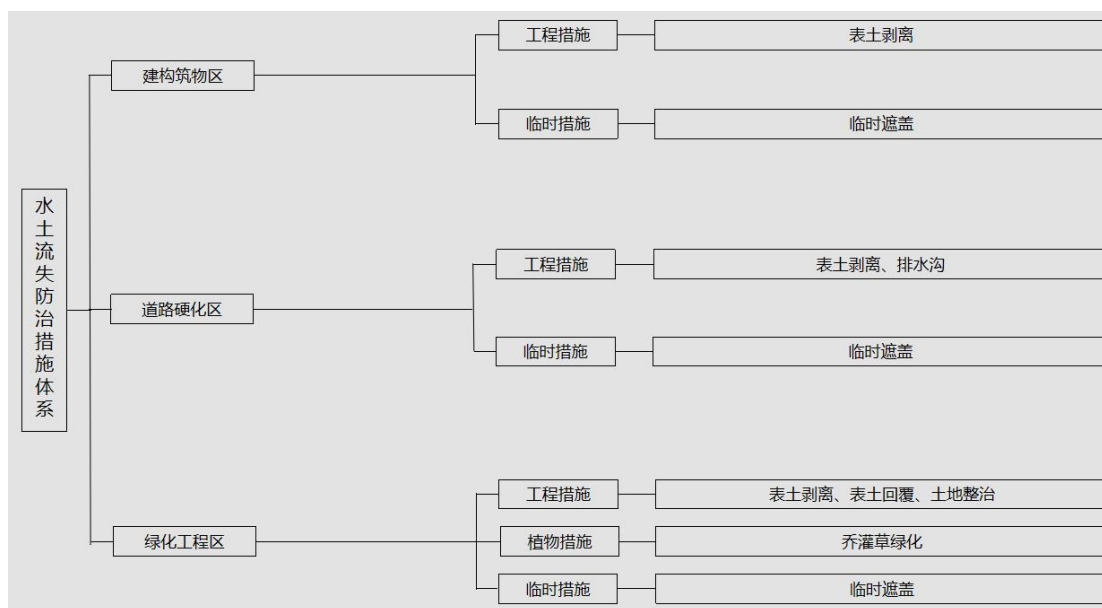 水土流失防治措施体系
建构筑物区
工程措施
表土剥离
临时措施
临时遮盖
道路硬化区
工程措施
表土剥离、排水沟
临时措施
临时遮盖
绿化工程区
工程措施
表土剥离、表土回覆、土地整治
植物措施
乔灌草绿化
临时措施
临时遮盖